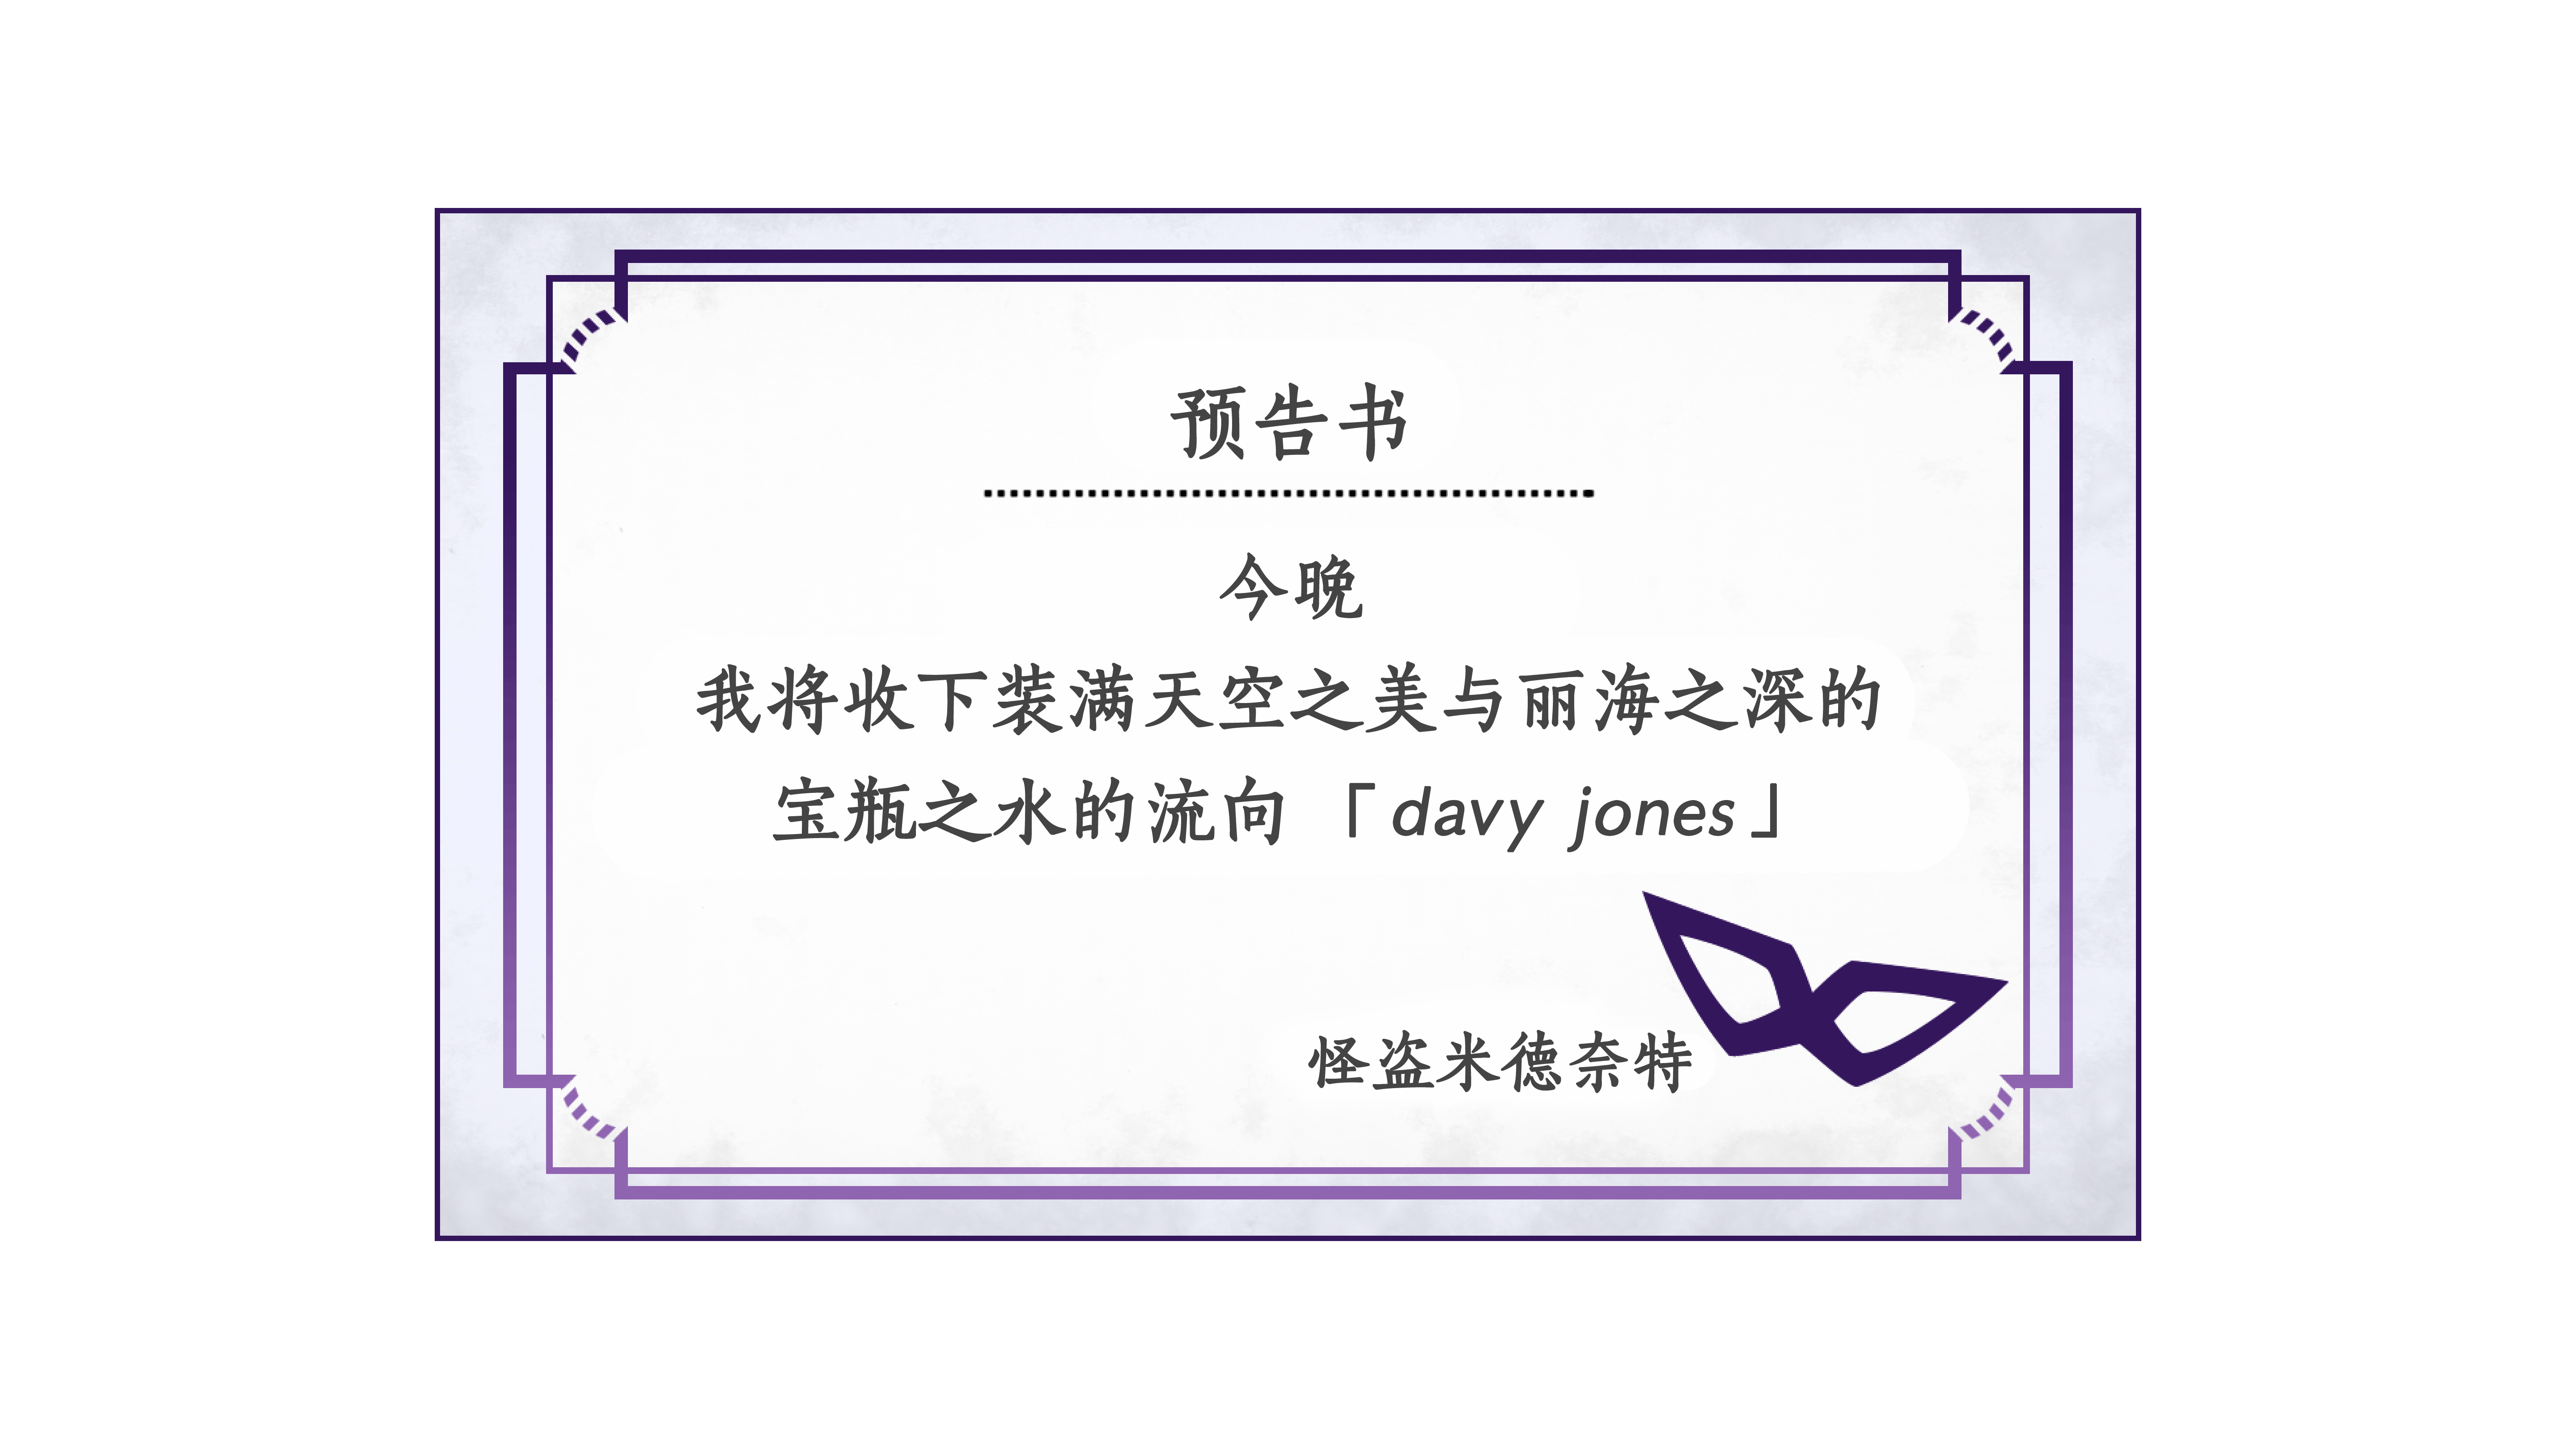 预告书
今晚
我将收下装满天空之美与丽海之深的
宝瓶之水的流向「davy jones」
怪盗米德奈特